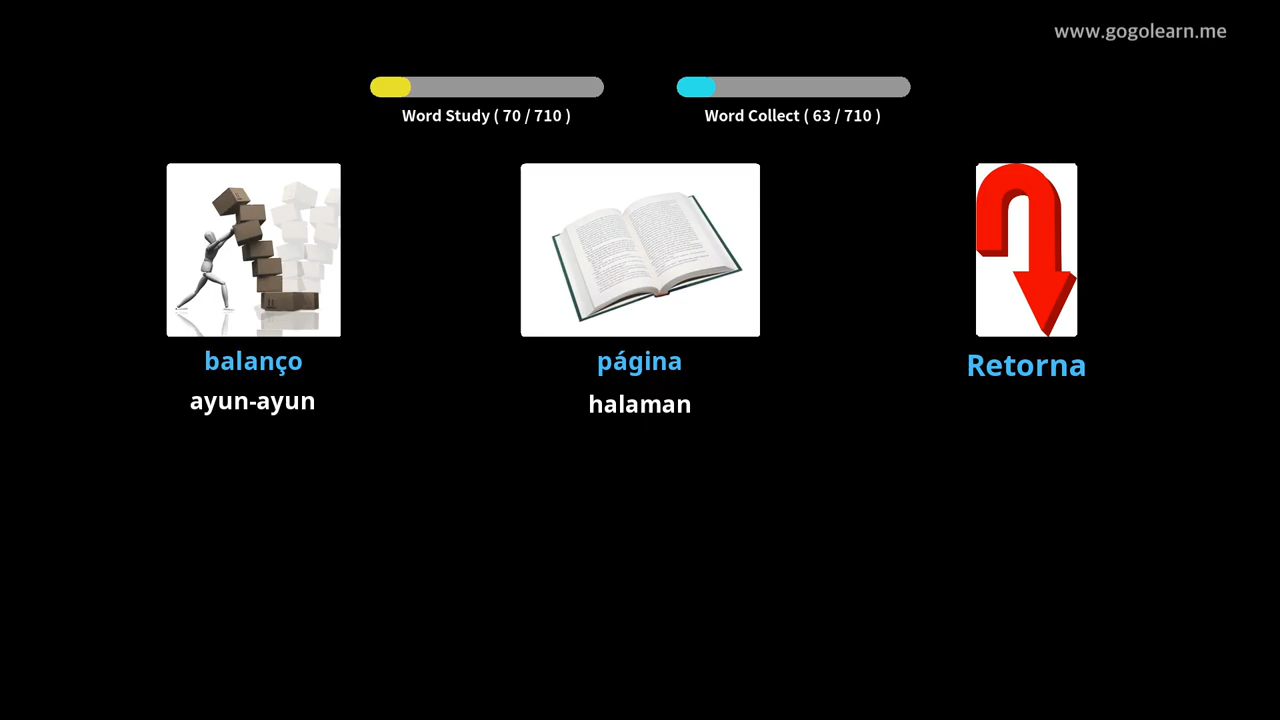 www.gogolearn.me
Word Study ( 70 / 710 )
Word Collect ( 63 / 710 )
balanço
página
Retorna
ayun-ayun
halaman